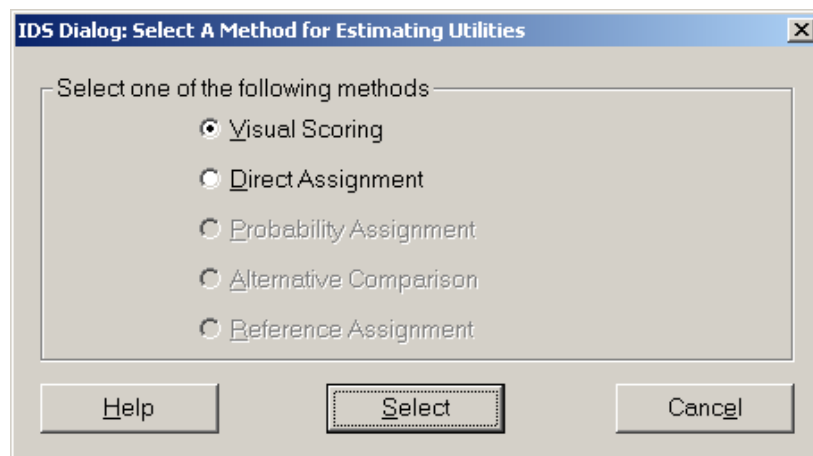 IDS Dialog: Select A Method for Estimating Utilities
Select one of the following methods
Visual Scoring
Direct Assignment
Probability Assignment
Alternative Comparison
Reference Assignment
Help Select Cancel